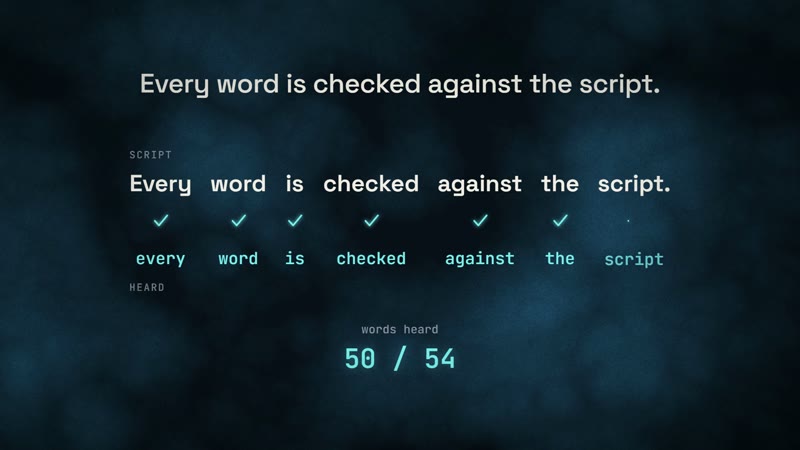 Every word is checked against the script.
SCRIPT
Every word is checked against the script.
every word is checked against the script
HEARD
words heard
50 / 54